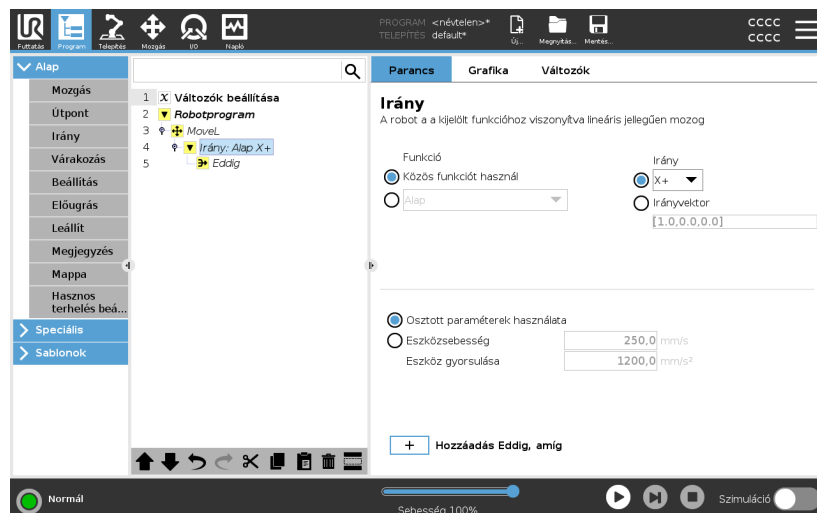 PROGRAM <névtelen>*
TELEPÍTÉS default*
Futtatás Program Telepítés Mozgás I/O Napló
Új... Megnyitás... Mentés...
CCCC
CCCC
Alap
Mozgás
Útpont
Irány
Várakozás
Beállítás
Előugrás
Leállít
Megjegyzés
Mappa
Hasznos
terhelés beá...
Speciális
Sablonok
1 X Változók beállítása
2 Robotprogram
3 MoveL
4 Irány: Alap X+
5 Eddig
Parancs Grafika Változók
Irány
A robot a a kijelölt funkcióhoz viszonyítva lineáris jellegűen mozog
Funkció
Közös funkciót használ
Alap
Irány
X+
Irányvektor
[1.0,0.0,0.0]
Osztott paraméterek használata
Eszközsebesség 250,0 mm/s
Eszköz gyorsulása 1200,0 mm/s²
+ Hozzáadás Eddig, amíg
Normál
Sebesség 100%
Szimuláció